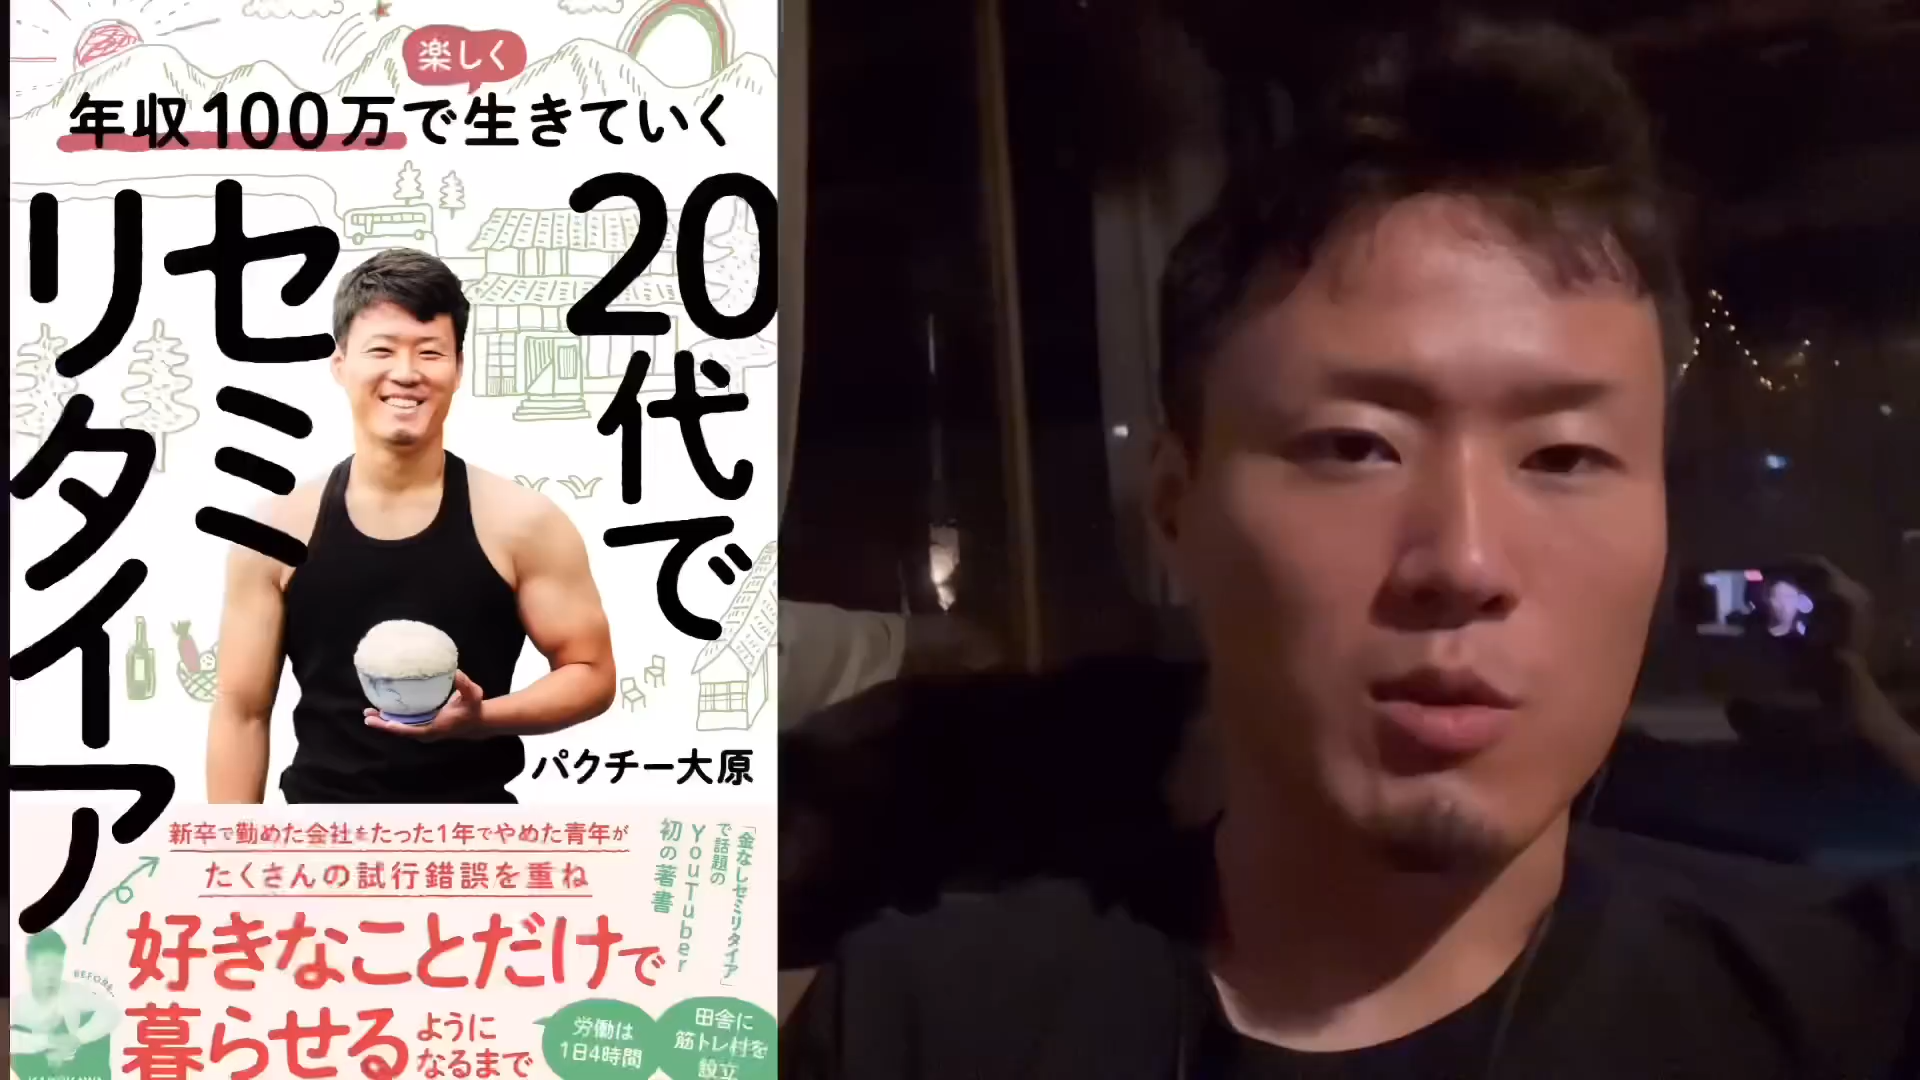 楽しく
年収100万で生きていく
20代で
セミ
リタイア
パクチー大原
「金なしセミリタイア」
で話題の
YouTuber
初の著書
新卒で勤めた会社をたった1年でやめた青年が
たくさんの試行錯誤を重ね
好きなことだけで
暮らせる
ように
なるまで
BEFORE
労働は
1日4時間
田舎に
筋トレ村を
設立